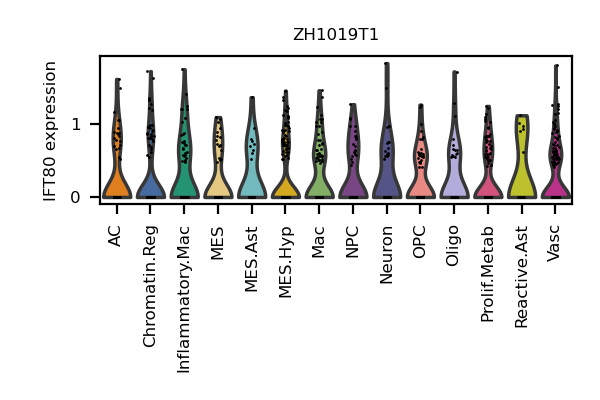 ZH1019T1
IFT80 expression
1
0
AC
Chromatin.Reg
Inflammatory.Mac
MES
MES.Ast
MES.Hyp
Mac
NPC
Neuron
OPC
Oligo
Prolif.Metab
Reactive.Ast
Vasc